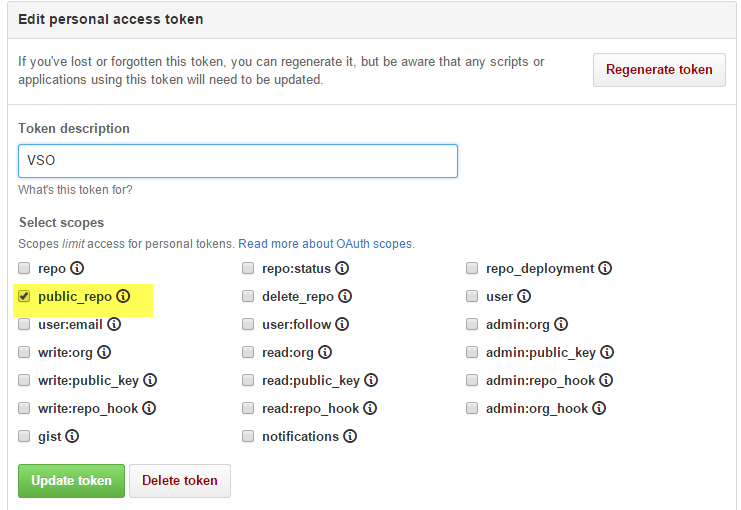 Edit personal access token
If you've lost or forgotten this token, you can regenerate it, but be aware that any scripts or
applications using this token will need to be updated.
Regenerate token
Token description
VSO
What's this token for?
Select scopes
Scopes limit access for personal tokens. Read more about OAuth scopes.
repo repo:status repo_deployment
public_repo delete_repo user
user:email user:follow admin:org
write:org read:org admin:public_key
write:public_key read:public_key admin:repo_hook
write:repo_hook read:repo_hook admin:org_hook
gist notifications
Update token Delete token